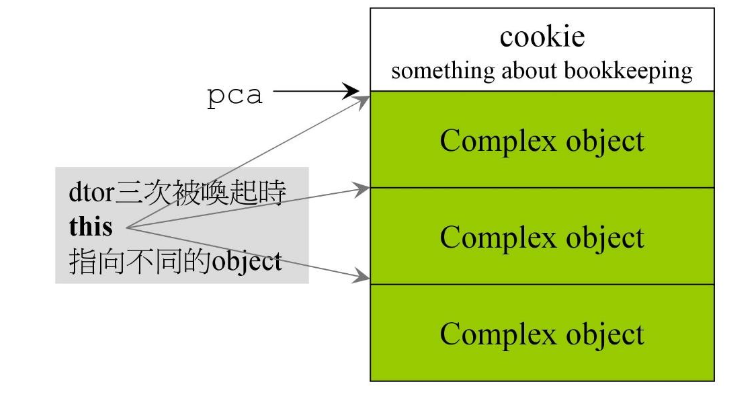 cookie
something about bookkeeping
pca
Complex object
dtor三次被喚起時
this
指向不同的object
Complex object
Complex object